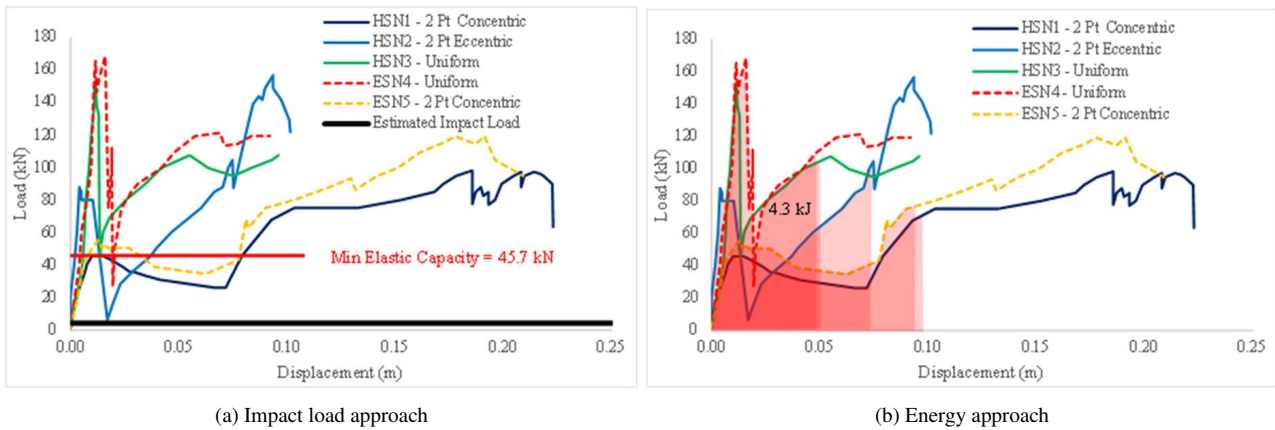 HSN1 - 2 Pt Concentric
HSN2 - 2 Pt Eccentric
HSN3 - Uniform
ESN4 - Uniform
ESN5 - 2 Pt Concentric
Estimated Impact Load
180
160
140
120
100
80
60
40
20
0
Load (kN)
Min Elastic Capacity = 45.7 kN
0.00 0.05 0.10 0.15 0.20 0.25
Displacement (m)
(a) Impact load approach
HSN1 - 2 Pt Concentric
HSN2 - 2 Pt Eccentric
HSN3 - Uniform
ESN4 - Uniform
ESN5 - 2 Pt Concentric
180
160
140
120
100
80
60
40
20
0
Load (kN)
4.3 kJ
0.00 0.05 0.10 0.15 0.20 0.25
Displacement (m)
(b) Energy approach